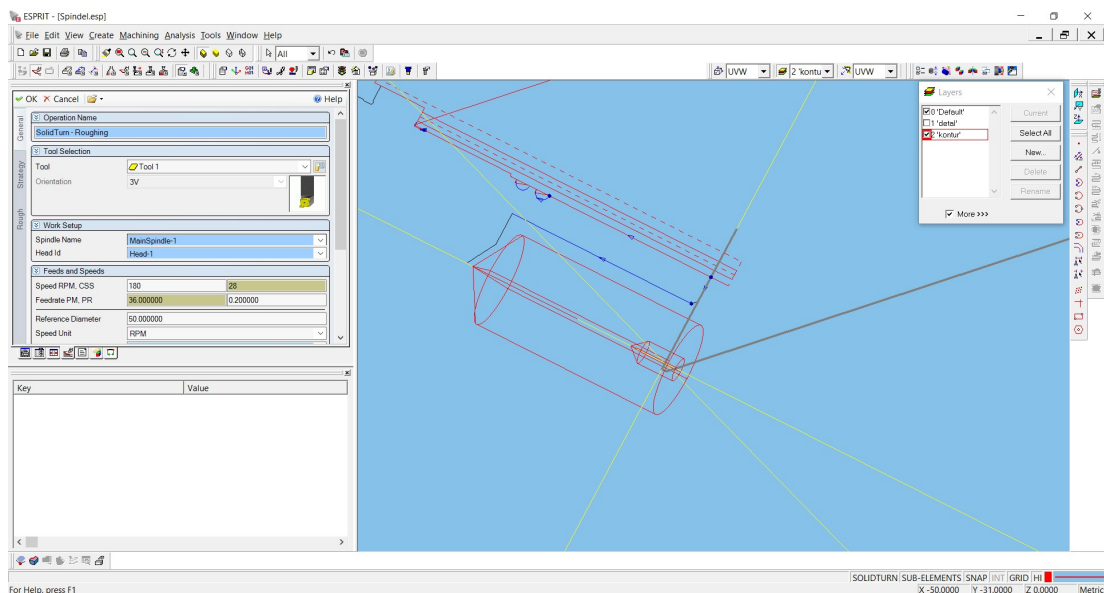 ESPRIT - [Spindel.esp]
File Edit View Create Machining Analysis Tools Window Help
All
UVW 2 'kontu UVW
OK Cancel Help
General
Strategy
Rough
Operation Name
SolidTurn - Roughing
Tool Selection
Tool Tool 1
Orientation 3V
Work Setup
Spindle Name MainSpindle-1
Head Id Head-1
Feeds and Speeds
Speed RPM, CSS 180 28
Feedrate PM, PR 36.000000 0.200000
Reference Diameter 50.000000
Speed Unit RPM
Key Value
Layers
0 'Default'
1 'detal'
2 'kontur'
Current
Select All
New...
Delete
Rename
More >>>
SOLIDTURN SUB-ELEMENTS SNAP INT GRID HI
For Help, press F1
X -50.0000 Y -31.0000 Z 0.0000 Metric